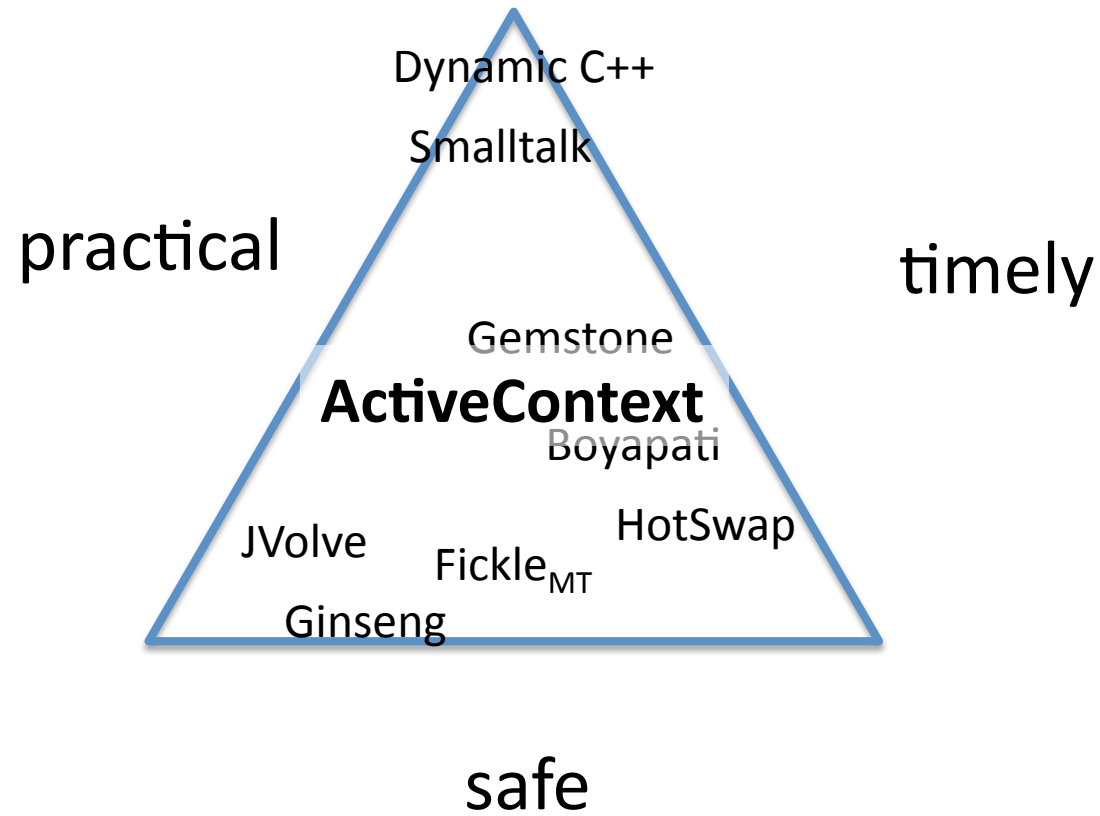 Dynamic C++
Smalltalk
practical
timely
Gemstone
ActiveContext
Boyapati
HotSwap
JVolve
FickleMT
Ginseng
safe